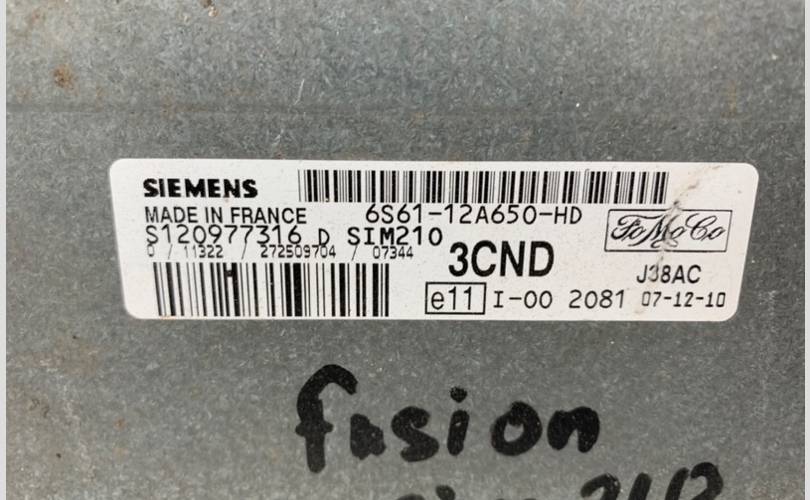 SIEMENS
MADE IN FRANCE 6S61-12A650-HD
S120977316 D SIM210
FoMoCo
0 / 11322 / 272509704 / 07344
3CND
J38AC
e11 I-00 2081 07-12-10
fusion